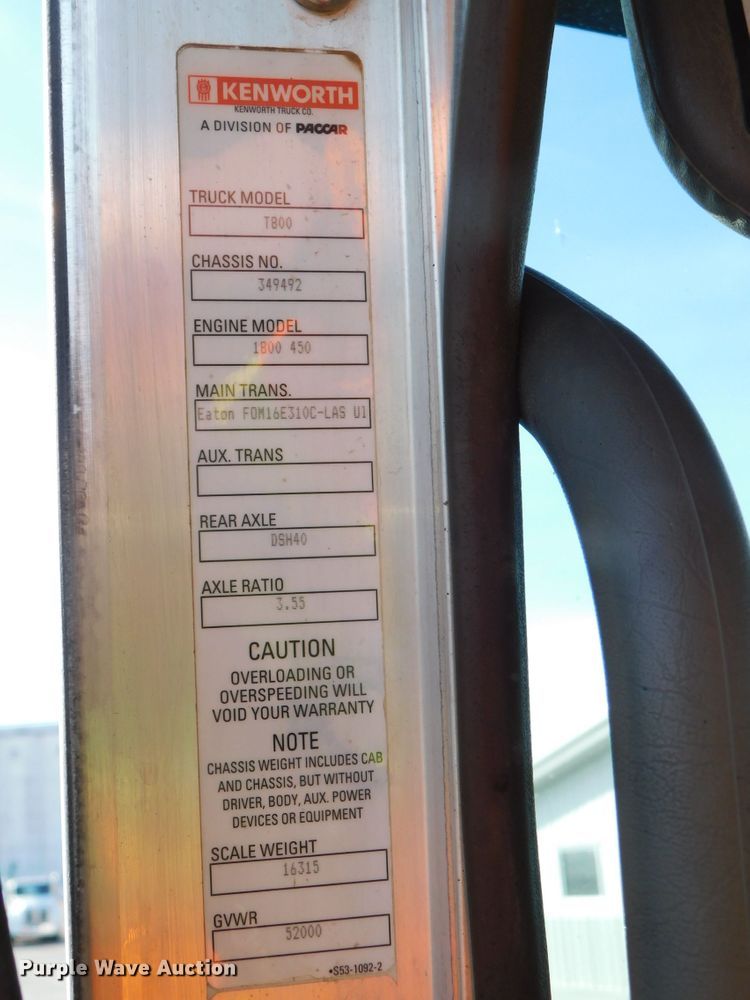 KENWORTH
KENWORTH TRUCK CO.
A DIVISION OF PACCAR
TRUCK MODEL
T800
CHASSIS NO.
349492
ENGINE MODEL
1800 450
MAIN TRANS.
Eaton FOM16E310C-LAS U1
AUX. TRANS
REAR AXLE
DSH40
AXLE RATIO
3.55
CAUTION
OVERLOADING OR
OVERSPEEDING WILL
VOID YOUR WARRANTY
NOTE
CHASSIS WEIGHT INCLUDES CAB
AND CHASSIS, BUT WITHOUT
DRIVER, BODY, AUX. POWER
DEVICES OR EQUIPMENT
SCALE WEIGHT
16315
GVWR
52000
•S53-1092-2
Purple Wave Auction